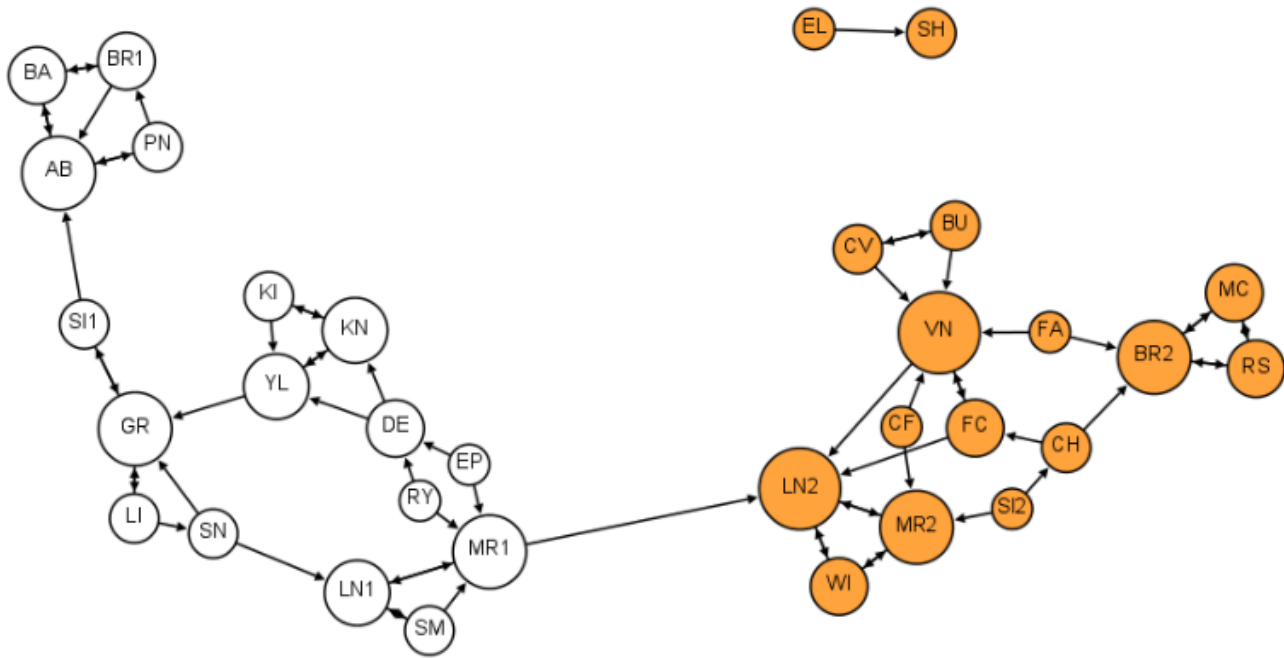 EL
SH
BA
BR1
PN
AB
SI1
KI
KN
YL
GR
DE
EP
RY
LI
SN
MR1
LN1
SM
CV
BU
MC
VN
FA
BR2
RS
CF
FC
CH
LN2
SI2
MR2
WI